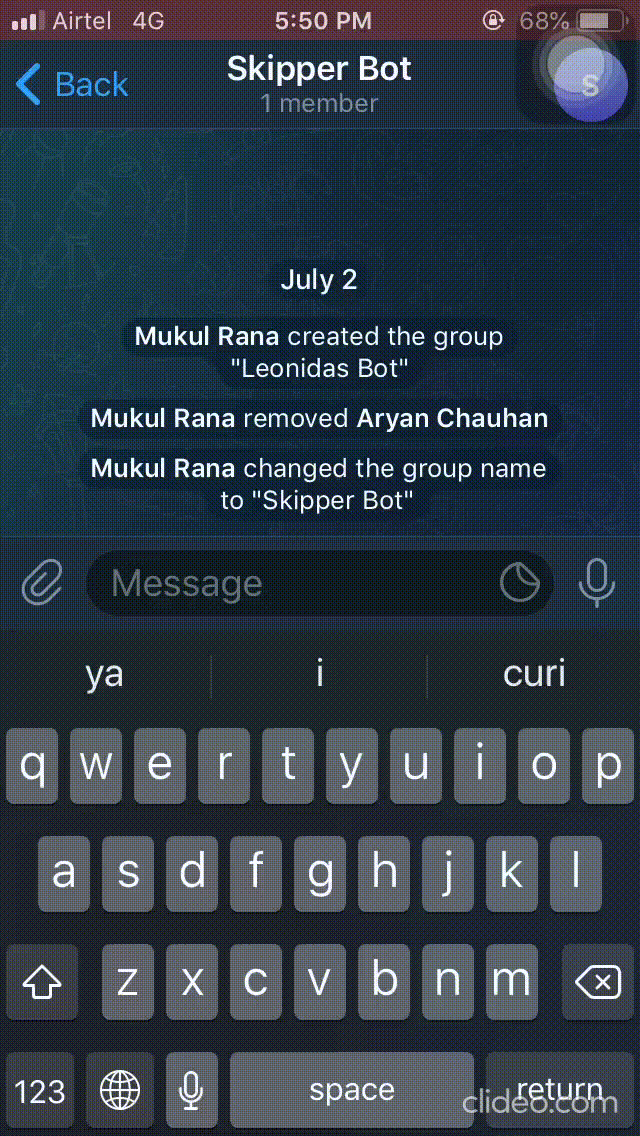 Airtel 4G 5:50 PM 68%
Back Skipper Bot S
1 member
July 2
Mukul Rana created the group
"Leonidas Bot"
Mukul Rana removed Aryan Chauhan
Mukul Rana changed the group name
to "Skipper Bot"
Message
ya i curi
q w e r t y u i o p
a s d f g h j k l
z x c v b n m
123 space return
clideo.com